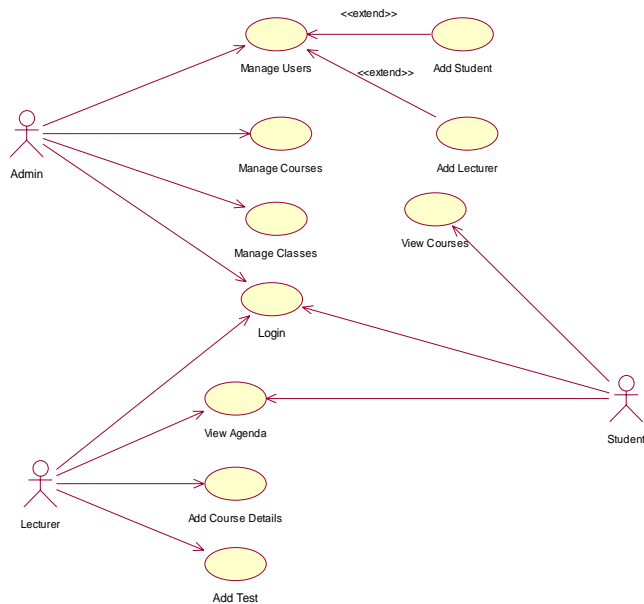 <<extend>>
Manage Users
Add Student
<<extend>>
Admin
Manage Courses
Add Lecturer
View Courses
Manage Classes
Login
View Agenda
Student
Lecturer
Add Course Details
Add Test